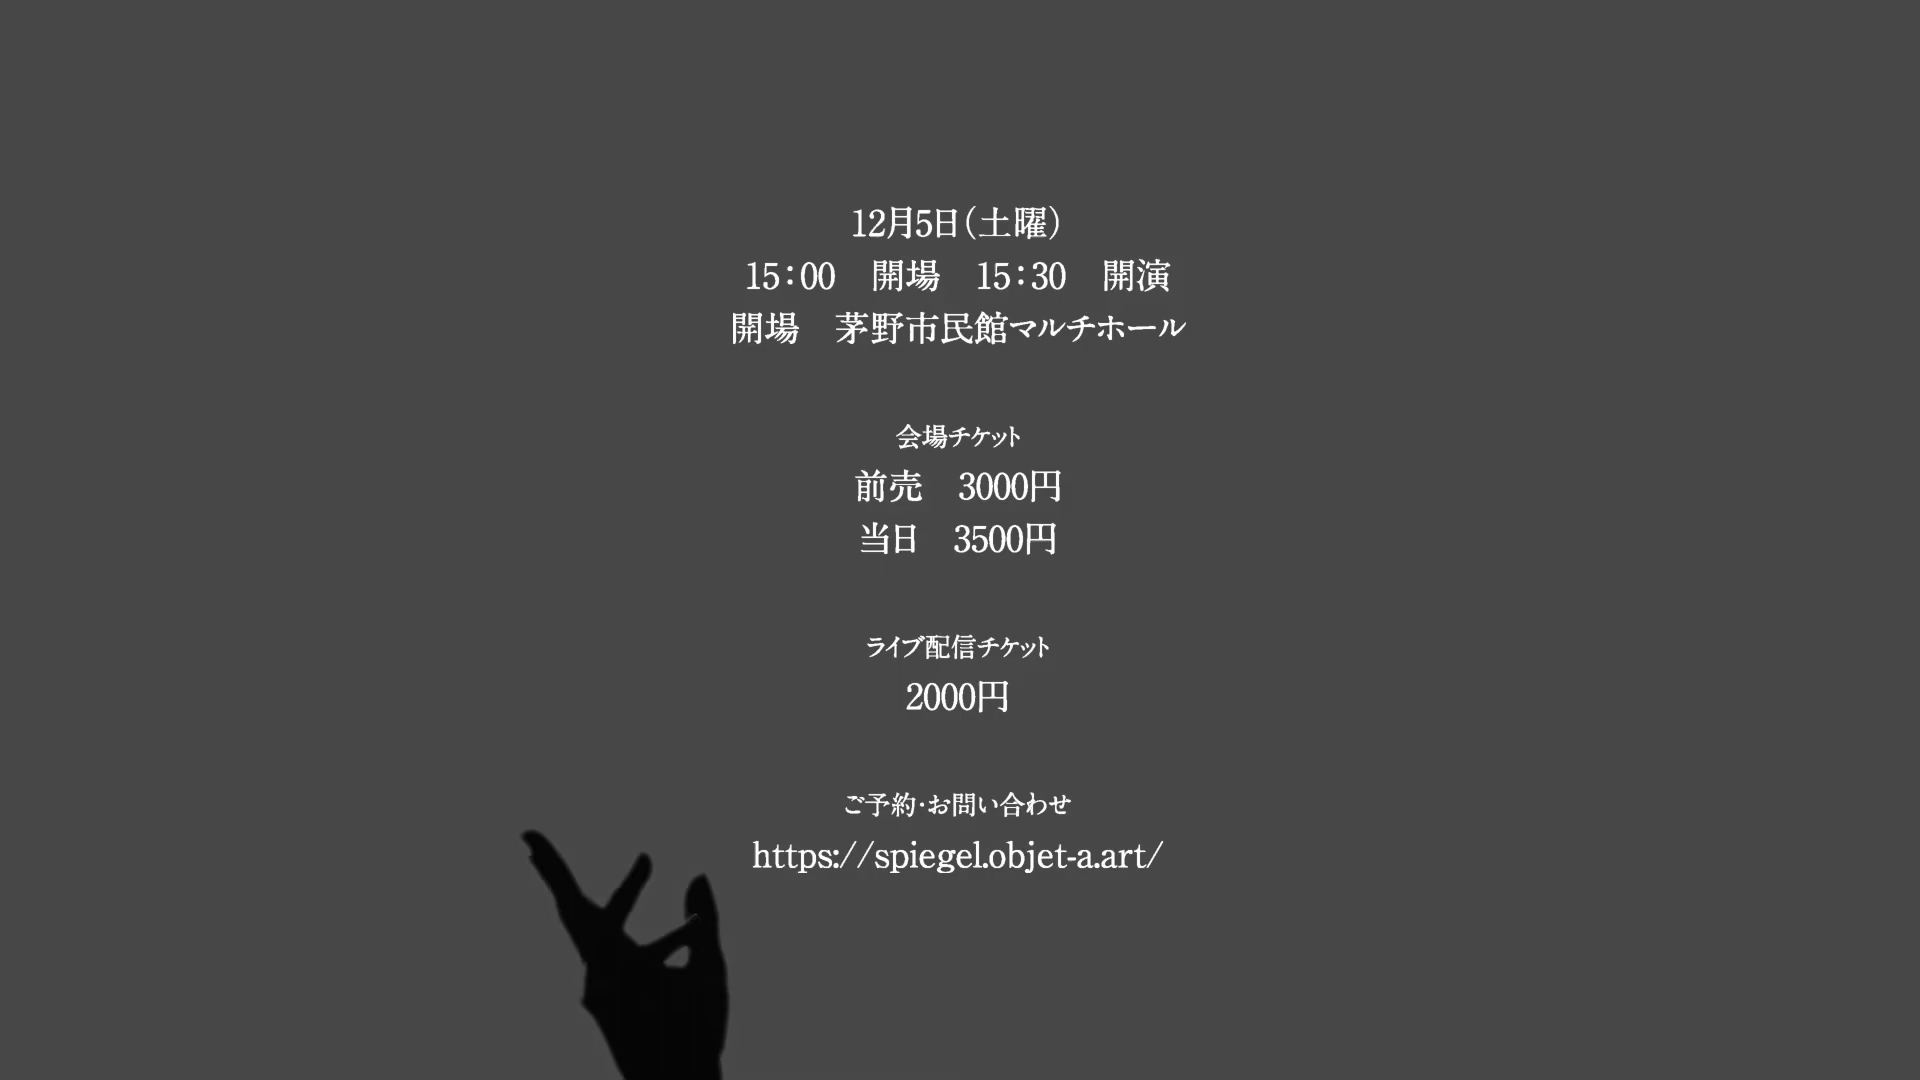 12月5日（土曜）
15：00　開場　15：30　開演
開場　茅野市民館マルチホール
会場チケット
前売　3000円
当日　3500円
ライブ配信チケット
2000円
ご予約・お問い合わせ
https://spiegel.objet-a.art/